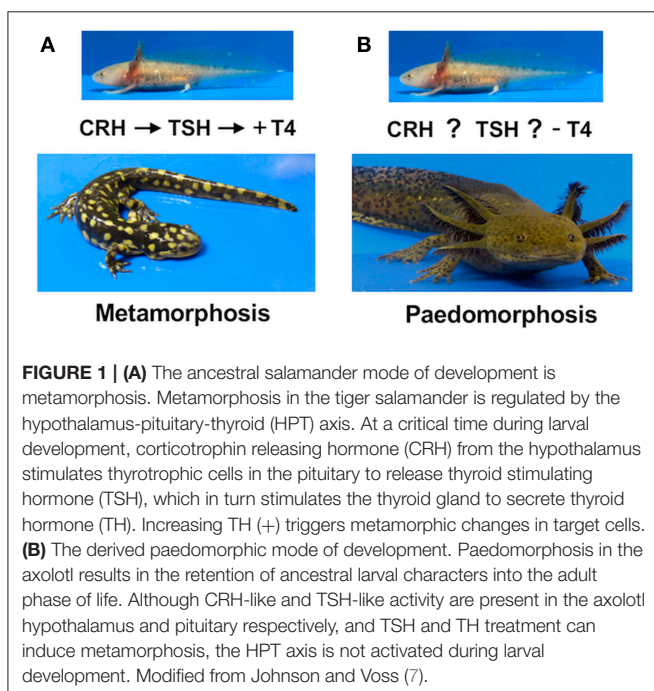 A
B
CRH → TSH → + T4
CRH ? TSH ? - T4
Metamorphosis
Paedomorphosis
FIGURE 1 | (A) The ancestral salamander mode of development is
metamorphosis. Metamorphosis in the tiger salamander is regulated by the
hypothalamus-pituitary-thyroid (HPT) axis. At a critical time during larval
development, corticotrophin releasing hormone (CRH) from the hypothalamus
stimulates thyrotrophic cells in the pituitary to release thyroid stimulating
hormone (TSH), which in turn stimulates the thyroid gland to secrete thyroid
hormone (TH). Increasing TH (+) triggers metamorphic changes in target cells.
(B) The derived paedomorphic mode of development. Paedomorphosis in the
axolotl results in the retention of ancestral larval characters into the adult
phase of life. Although CRH-like and TSH-like activity are present in the axolotl
hypothalamus and pituitary respectively, and TSH and TH treatment can
induce metamorphosis, the HPT axis is not activated during larval
development. Modified from Johnson and Voss (7).